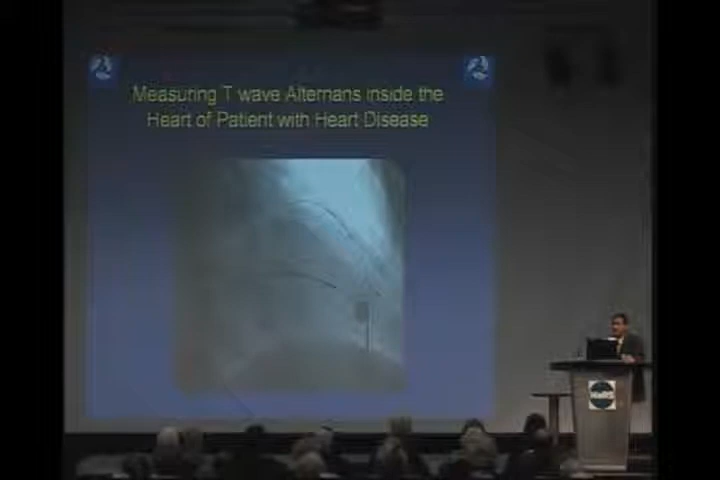 Measuring T wave Alternans inside the
Heart of Patient with Heart Disease